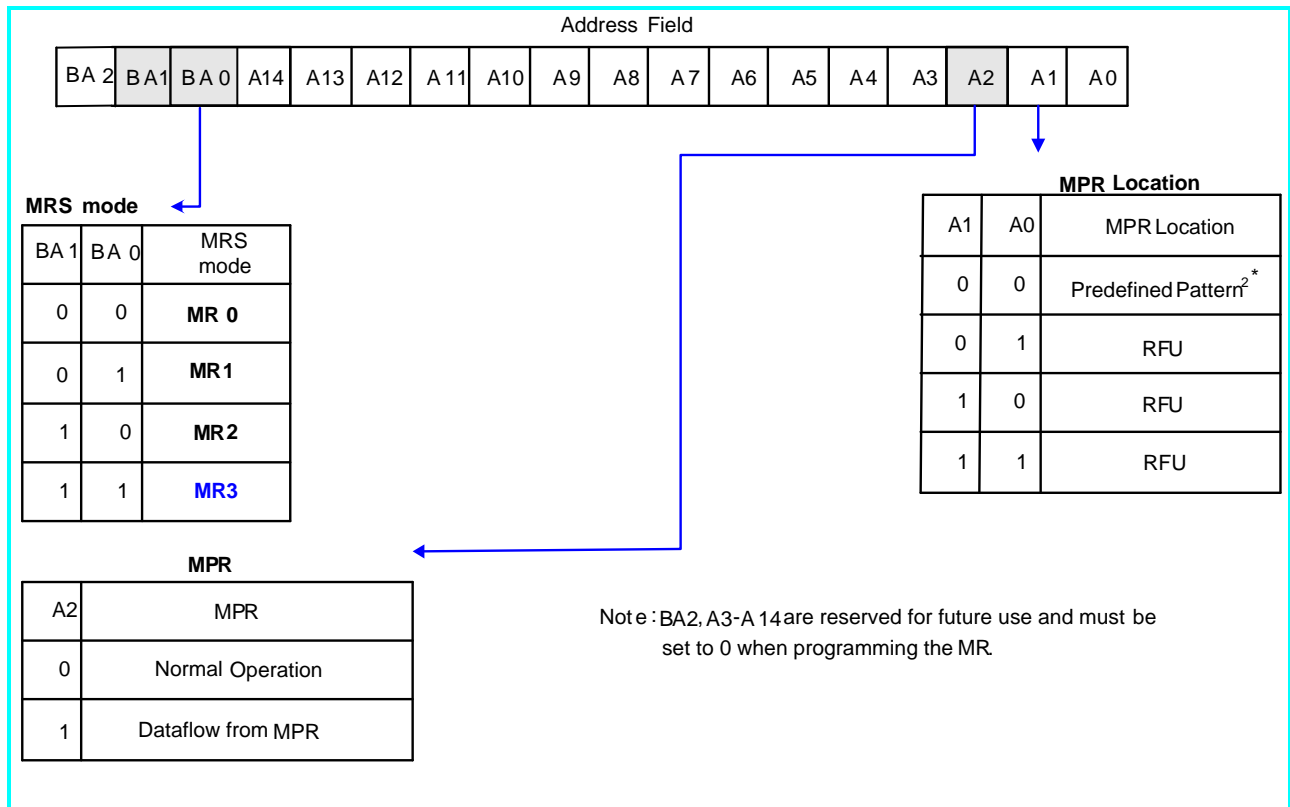 Address Field
BA 2 BA1 BA 0 A14 A13 A12 A 11 A10 A9 A8 A 7 A6 A5 A 4 A3 A2 A 1 A 0
MRS mode
BA 1 BA 0 MRS mode
0 0 MR 0
0 1 MR1
1 0 MR2
1 1 MR3
MPR Location
A1 A0 MPR Location
0 0 Predefined Pattern² *
0 1 RFU
1 0 RFU
1 1 RFU
MPR
A2 MPR
0 Normal Operation
1 Dataflow from MPR
Note : BA2, A3-A 14 are reserved for future use and must be
set to 0 when programming the MR.